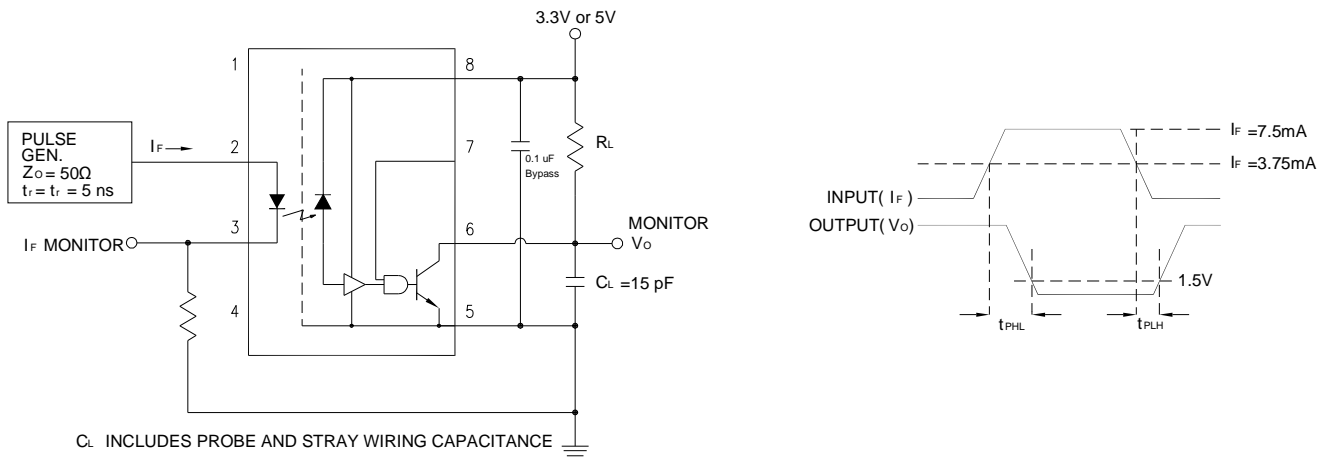 3.3V or 5V
1
8
PULSE
GEN.
Zo = 50Ω
tr = tr = 5 ns
IF
2
7
0.1 uF
Bypass
RL
3
6
MONITOR
Vo
IF MONITOR
CL =15 pF
4
5
CL INCLUDES PROBE AND STRAY WIRING CAPACITANCE
IF =7.5mA
IF =3.75mA
INPUT( IF )
OUTPUT( Vo )
1.5V
tPHL
tPLH